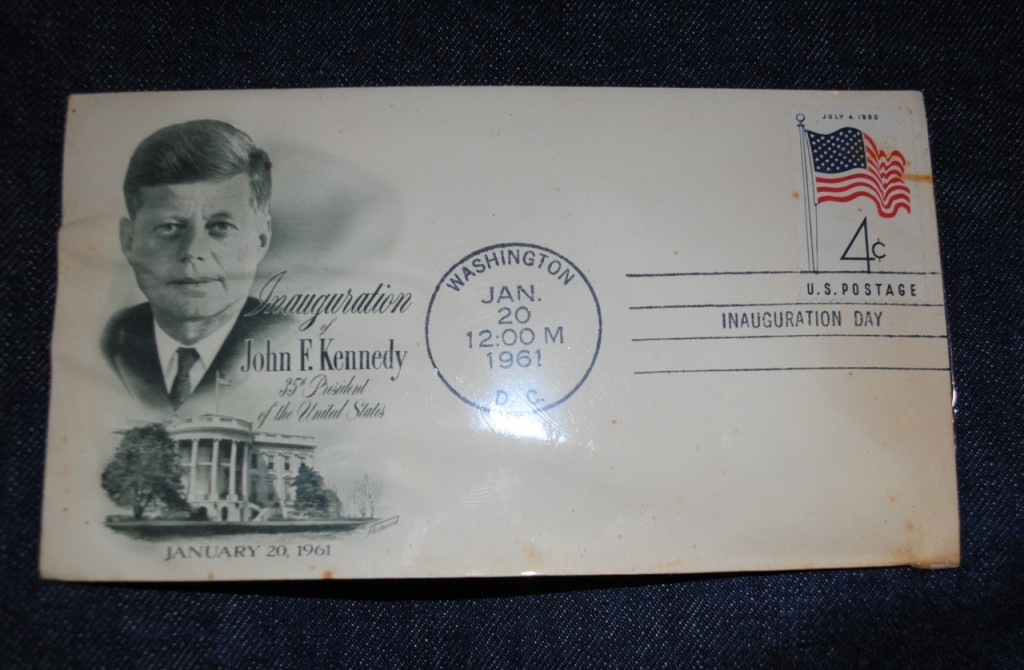 JULY 4, 1960
4¢
U.S. POSTAGE
INAUGURATION DAY
WASHINGTON
JAN.
20
12:00 M
1961
D. C.
Inauguration
of
John F. Kennedy
35th President
of the United States
JANUARY 20, 1961